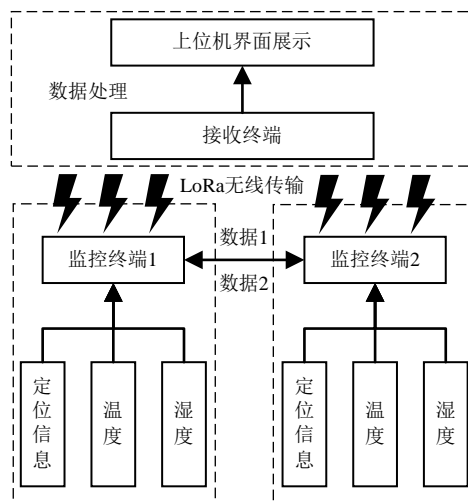 上位机界面展示
数据处理
接收终端
LoRa无线传输
监控终端1
数据1
数据2
监控终端2
定位信息
温度
湿度
定位信息
温度
湿度